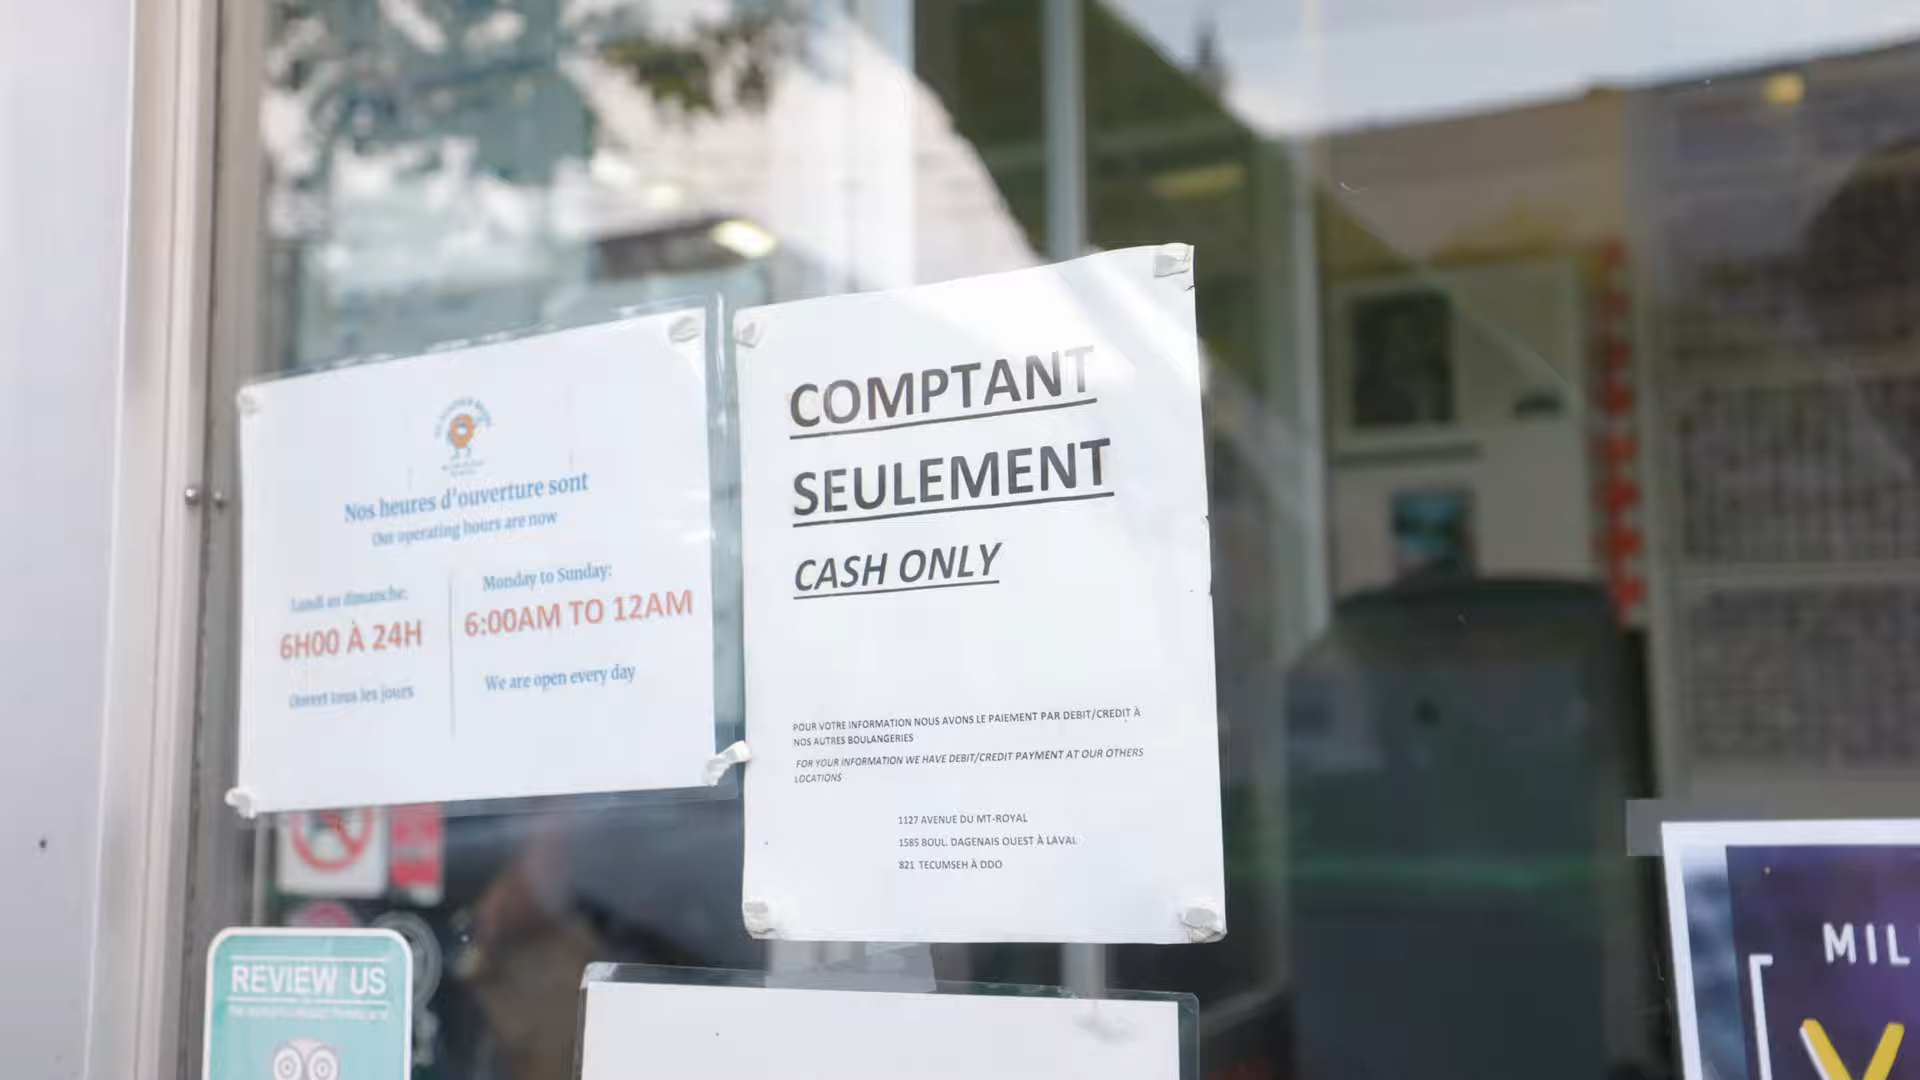 Nos heures d'ouverture sont
Our operating hours are now
Lundi au dimanche:
6H00 À 24H
Ouvert tous les jours
Monday to Sunday:
6:00AM TO 12AM
We are open every day
COMPTANT
SEULEMENT
CASH ONLY
POUR VOTRE INFORMATION NOUS AVONS LE PAIEMENT PAR DEBIT/CREDIT À
NOS AUTRES BOULANGERIES
FOR YOUR INFORMATION WE HAVE DEBIT/CREDIT PAYMENT AT OUR OTHERS
LOCATIONS
1127 AVENUE DU MT-ROYAL
1585 BOUL. DAGENAIS OUEST À LAVAL
821 TECUMSEH À DDO
REVIEW US
MIL